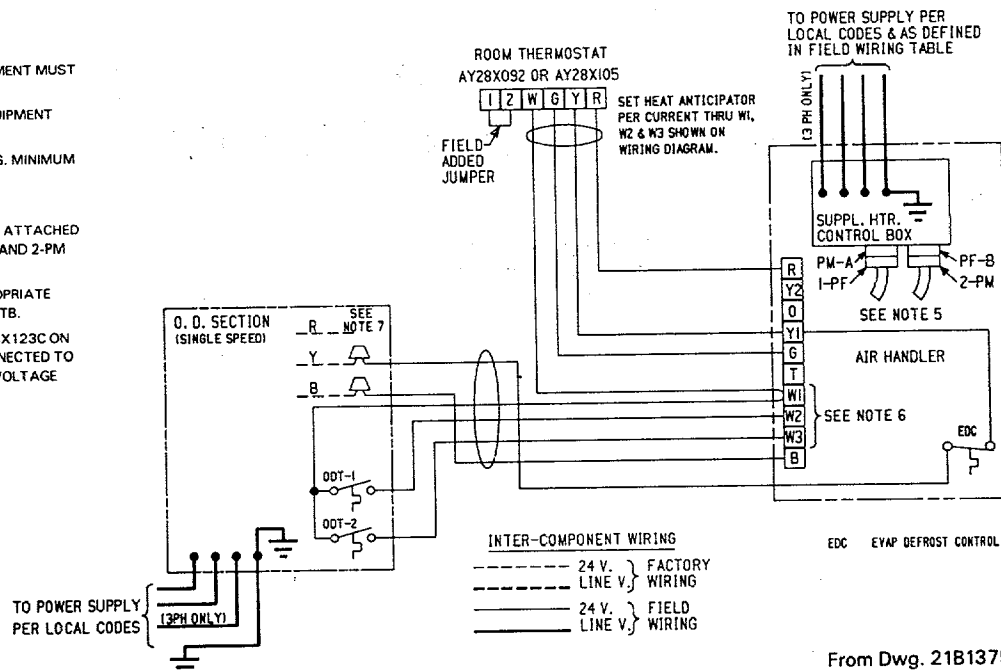 MENT MUST
IPMENT
G. MINIMUM
ATTACHED
AND 2-PM
OPRIATE
TB.
X123C ON
NECTED TO
VOLTAGE
ROOM THERMOSTAT
AY28X092 OR AY28X105
1 2 W G Y R
FIELD
ADDED
JUMPER
SET HEAT ANTICIPATOR
PER CURRENT THRU W1,
W2 & W3 SHOWN ON
WIRING DIAGRAM.
TO POWER SUPPLY PER
LOCAL CODES & AS DEFINED
IN FIELD WIRING TABLE
(3 PH ONLY)
SUPPL. HTR.
CONTROL BOX
PM-A
1-PF
PF-B
2-PM
SEE NOTE 5
R
Y2
O
Y1
G
T
W1
W2
W3
B
AIR HANDLER
SEE NOTE 6
EDC
O. D. SECTION
(SINGLE SPEED)
SEE
NOTE 7
R
Y
B
ODT-1
ODT-2
TO POWER SUPPLY
PER LOCAL CODES
(3PH ONLY)
INTER-COMPONENT WIRING
24 V. } FACTORY
LINE V. } WIRING
24 V. } FIELD
LINE V. } WIRING
EDC EVAP DEFROST CONTROL
From Dwg. 21B137